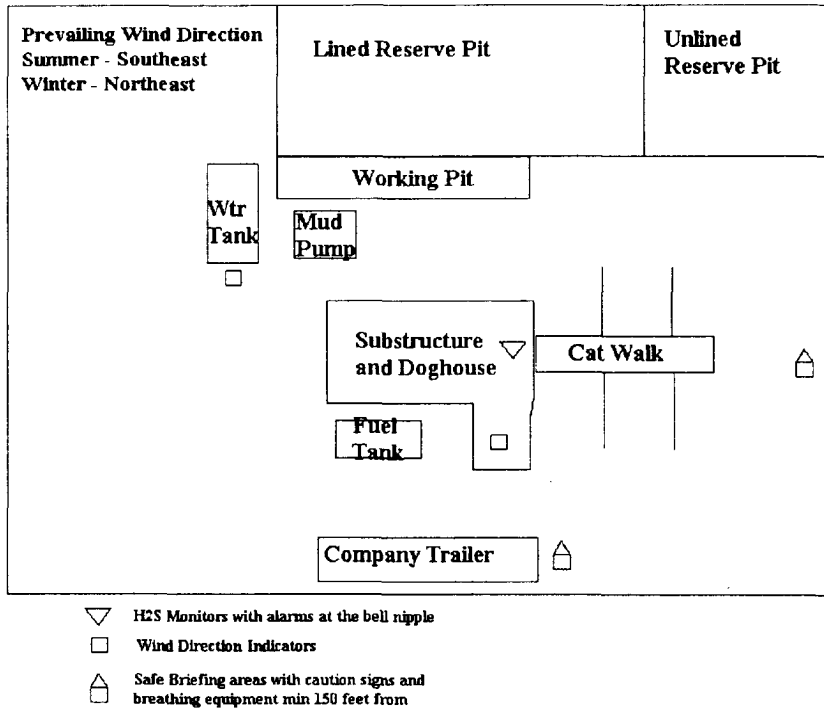 Prevailing Wind Direction
Summer - Southeast
Winter - Northeast
Lined Reserve Pit
Unlined
Reserve Pit
Working Pit
Wtr
Tank
Mud
Pump
Substructure
and Doghouse
Cat Walk
Fuel
Tank
Company Trailer
H2S Monitors with alarms at the bell nipple
Wind Direction Indicators
Safe Briefing areas with caution signs and
breathing equipment min 150 feet from